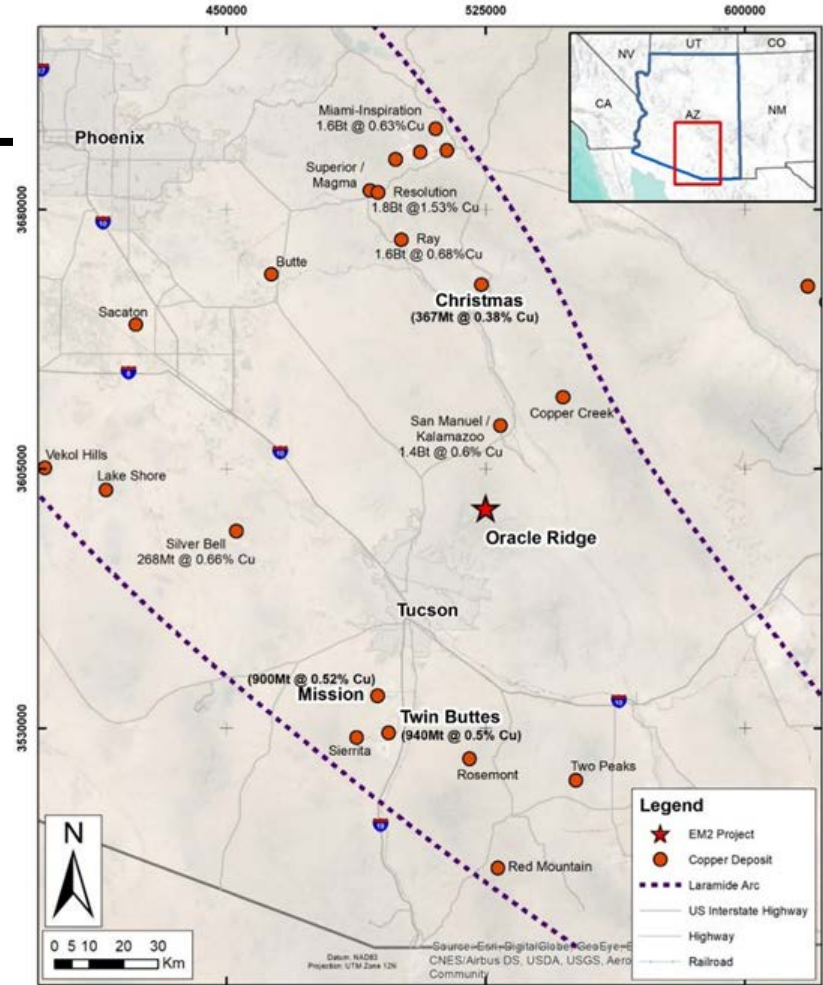 450000
525000
600000
3680000
3605000
3530000
UT
CO
NV
CA
AZ
NM
17
Phoenix
Miami-Inspiration
1.6Bt @ 0.63%Cu
Superior /
Magma
Resolution
1.8Bt @1.53% Cu
10
Ray
1.6Bt @ 0.68%Cu
Butte
Christmas
(367Mt @ 0.38% Cu)
Sacaton
8
Copper Creek
San Manuel /
Kalamazoo
1.4Bt @ 0.6% Cu
10
Vekol Hills
Lake Shore
Oracle Ridge
Silver Bell
268Mt @ 0.66% Cu
Tucson
(900Mt @ 0.52% Cu)
Mission
10
Twin Buttes
(940Mt @ 0.5% Cu)
Sierrita
Rosemont
Two Peaks
Red Mountain
Legend
EM2 Project
Copper Deposit
Laramide Arc
US Interstate Highway
Highway
Railroad
N
0 5 10 20 30
Km
Datum: NAD83
Projection: UTM Zone 12N
Source: Esri, DigitalGlobe, GeoEye, E
CNES/Airbus DS, USDA, USGS, Aero
Community